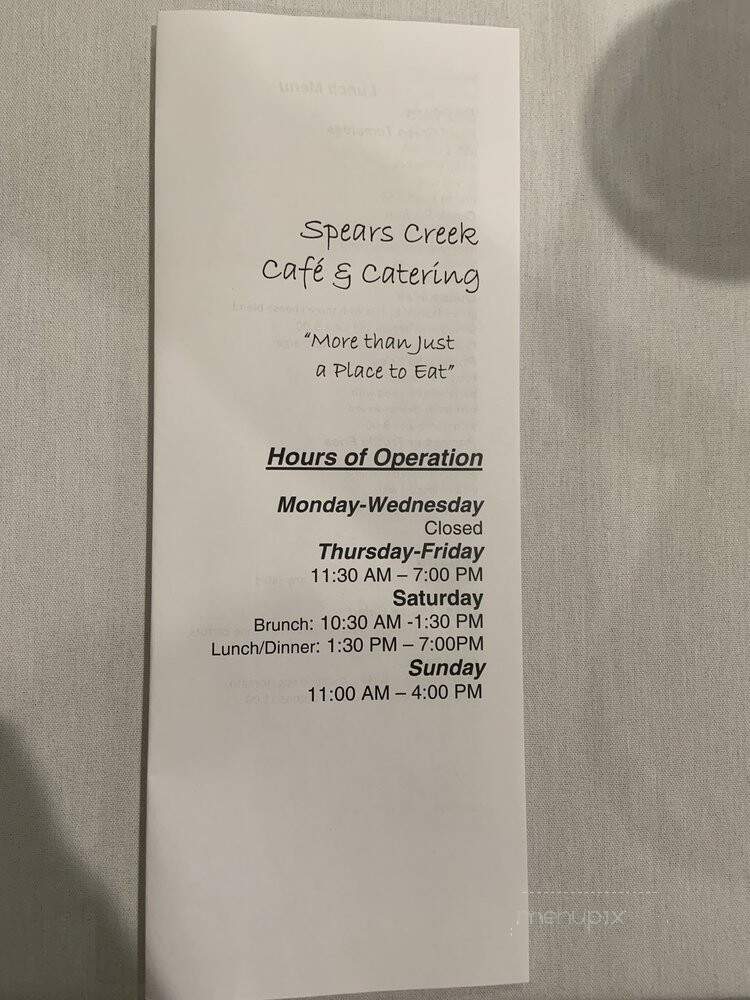 Spears Creek
Café & Catering
"More than Just
a Place to Eat"
Hours of Operation
Monday-Wednesday
Closed
Thursday-Friday
11:30 AM – 7:00 PM
Saturday
Brunch: 10:30 AM -1:30 PM
Lunch/Dinner: 1:30 PM – 7:00PM
Sunday
11:00 AM – 4:00 PM
menupix